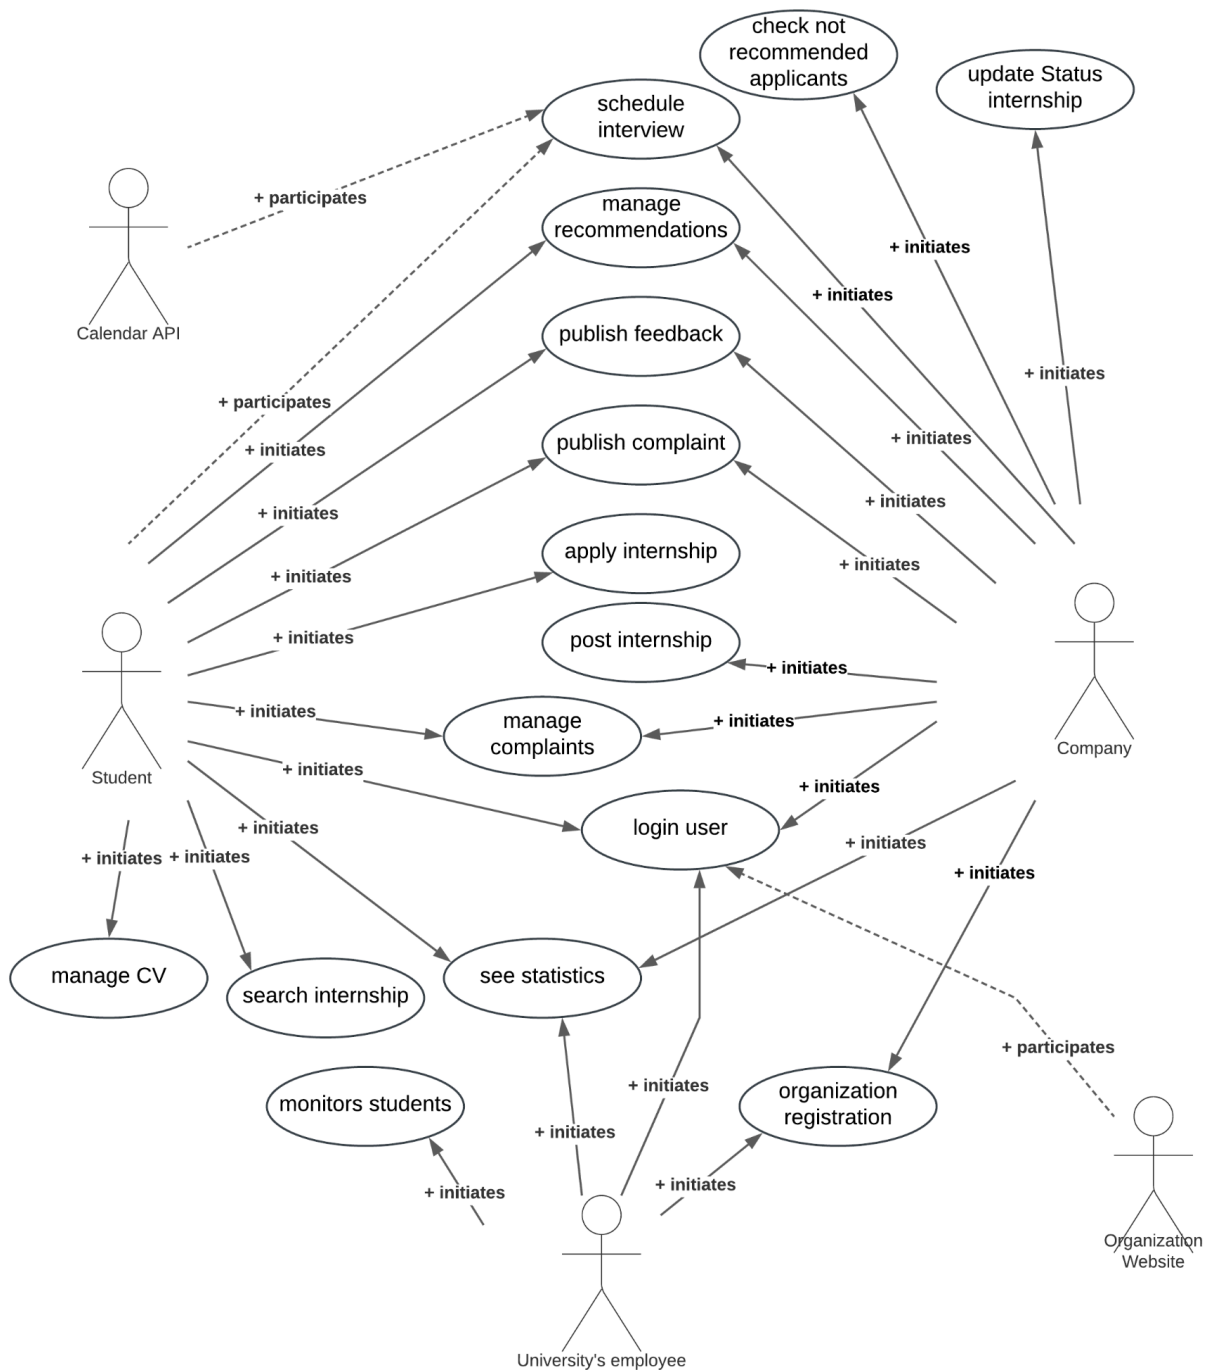 check not
recommended
applicants
update Status
internship
schedule
interview
+ participates
manage
recommendations
+ initiates
+ initiates
Calendar API
publish feedback
+ initiates
+ participates
+ initiates
publish complaint
+ initiates
+ initiates
+ initiates
apply internship
+ initiates
+ initiates
+ initiates
post internship
+ initiates
+ initiates
manage
complaints
+ initiates
Company
Student
+ initiates
+ initiates
login user
+ initiates
+ initiates
+ initiates
+ initiates
+ initiates
manage CV
see statistics
search internship
+ participates
+ initiates
monitors students
organization
registration
+ initiates
+ initiates
+ initiates
Organization
Website
University's employee